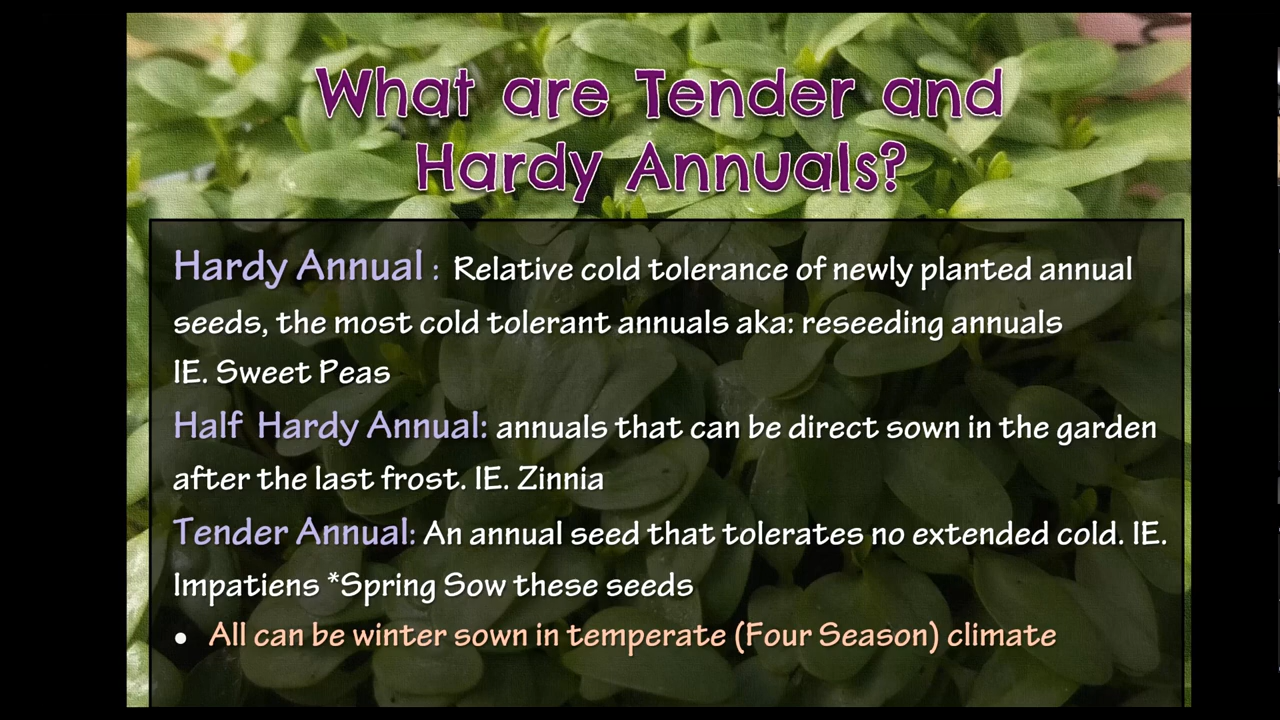 What are Tender and
Hardy Annuals?
Hardy Annual : Relative cold tolerance of newly planted annual
seeds, the most cold tolerant annuals aka: reseeding annuals
IE. Sweet Peas
Half Hardy Annual: annuals that can be direct sown in the garden
after the last frost. IE. Zinnia
Tender Annual: An annual seed that tolerates no extended cold. IE.
Impatiens *Spring Sow these seeds
• All can be winter sown in temperate (Four Season) climate